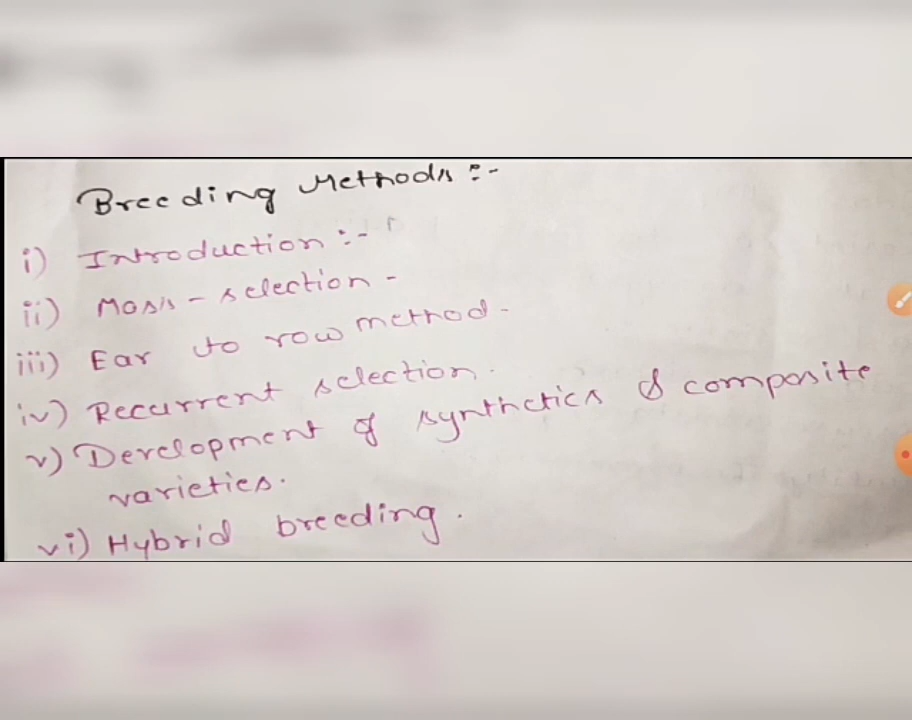 Breeding Methods :-
i) Introduction :-
ii) Mass - selection -
iii) Ear to row method -
iv) Recurrent selection.
v) Development of synthetics & composite
varieties.
vi) Hybrid breeding.